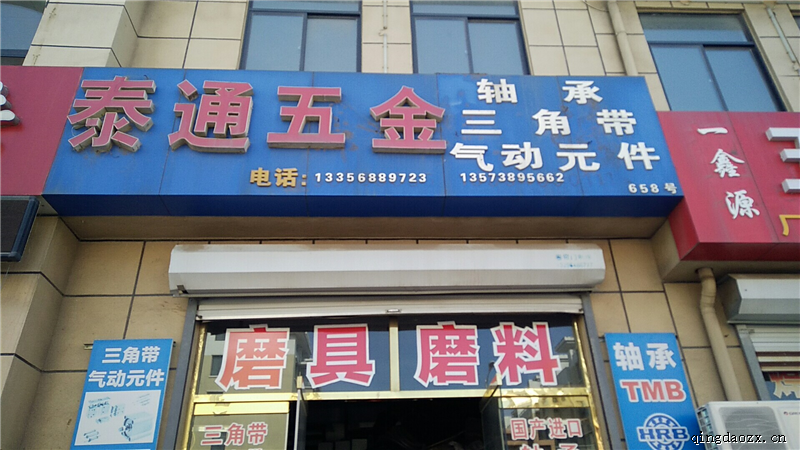 泰通五金
轴承
三角带
气动元件
电话: 13356889723 13573895662
658号
一鑫源
磨具磨料
三角带
气动元件
轴承
TMB
HRB
三角带
国产进口
qingdaozx.cn